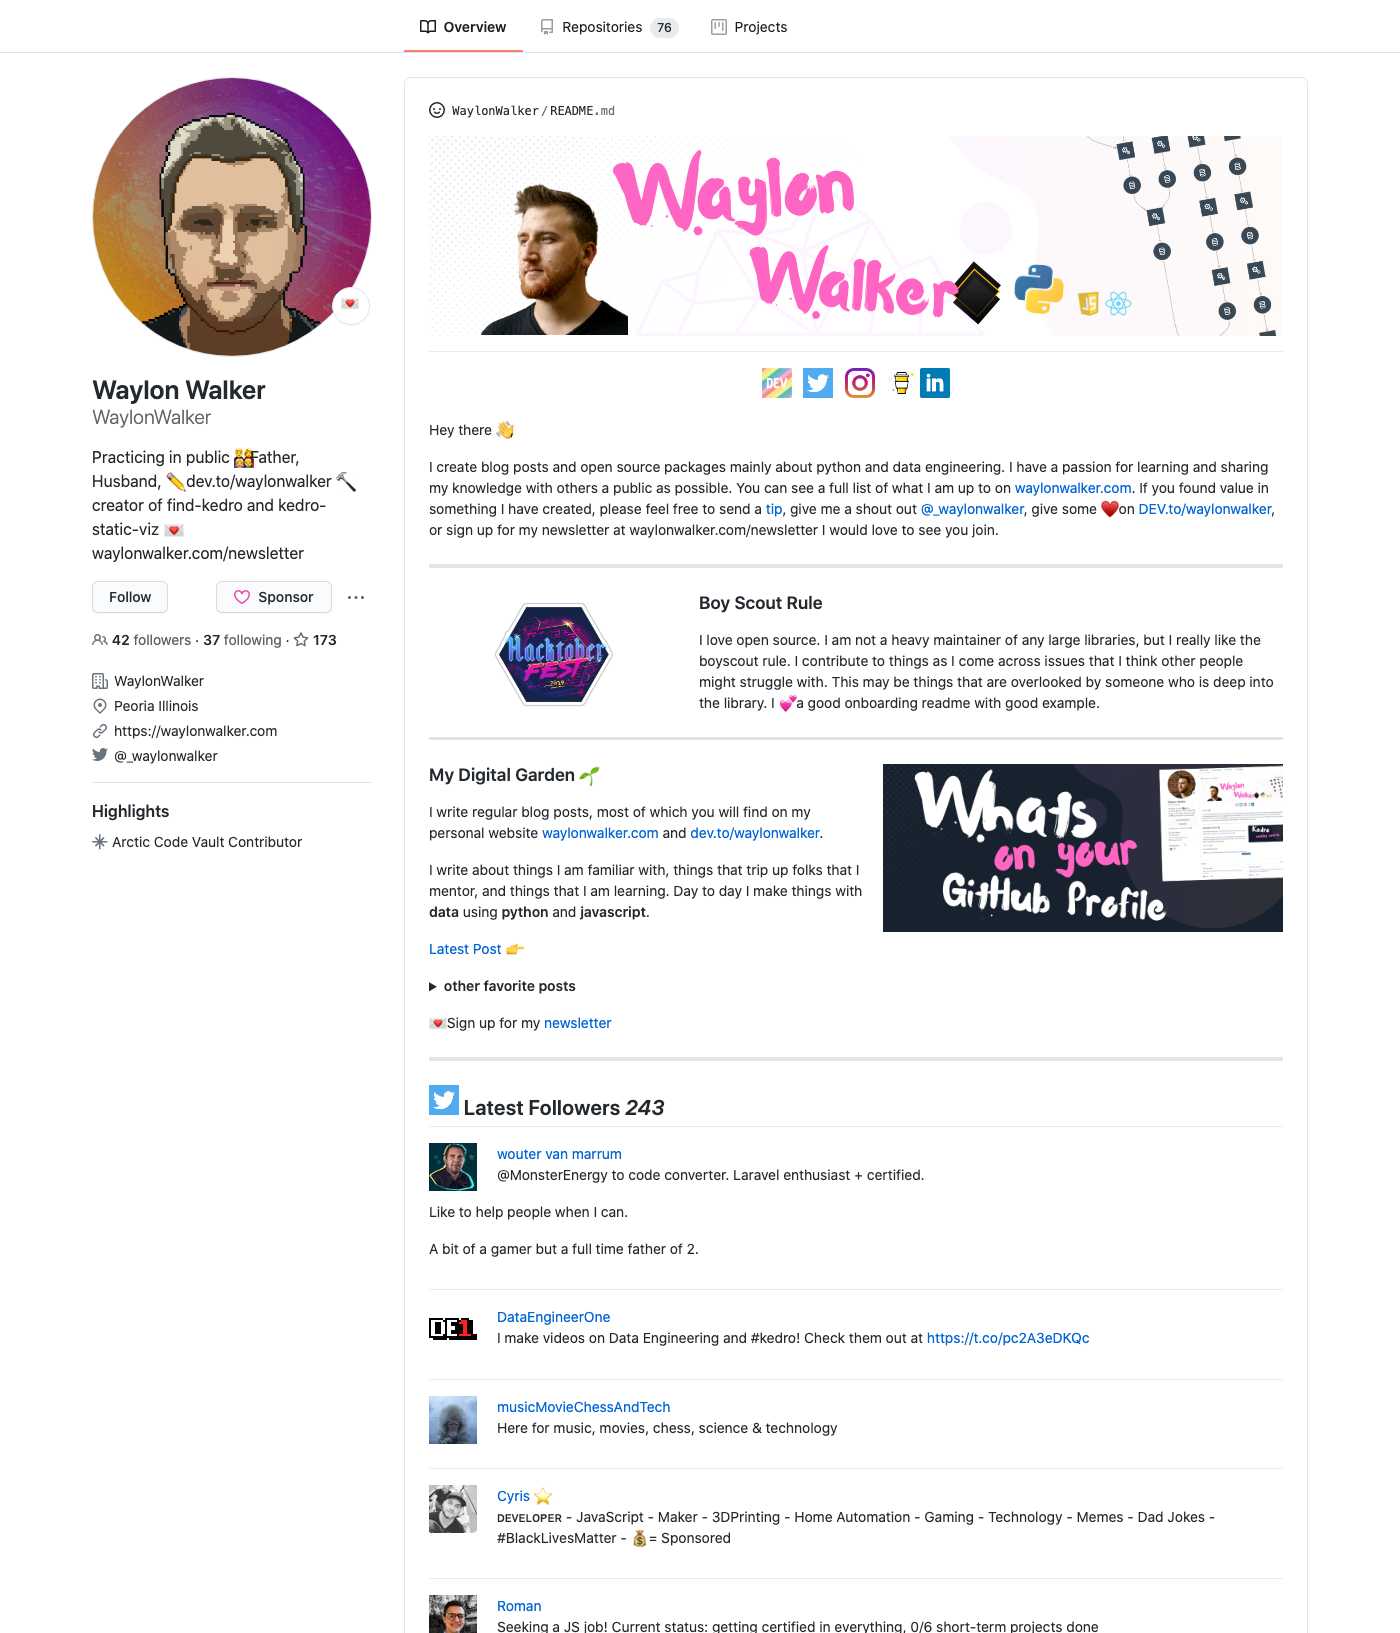 Overview
Repositories 76
Projects
WaylonWalker/README.md
Waylon
Walker
JS
DEV
in
Waylon Walker
WaylonWalker
Practicing in public Father,
Husband, dev.to/waylonwalker
creator of find-kedro and kedro-
static-viz
waylonwalker.com/newsletter
Follow
Sponsor
42 followers · 37 following · 173
WaylonWalker
Peoria Illinois
https://waylonwalker.com
@_waylonwalker
Highlights
Arctic Code Vault Contributor
Hey there
I create blog posts and open source packages mainly about python and data engineering. I have a passion for learning and sharing
my knowledge with others a public as possible. You can see a full list of what I am up to on waylonwalker.com. If you found value in
something I have created, please feel free to send a tip, give me a shout out @_waylonwalker, give some ♥️on DEV.to/waylonwalker,
or sign up for my newsletter at waylonwalker.com/newsletter I would love to see you join.
Hacktober
FEST
2019
Boy Scout Rule
I love open source. I am not a heavy maintainer of any large libraries, but I really like the
boyscout rule. I contribute to things as I come across issues that I think other people
might struggle with. This may be things that are overlooked by someone who is deep into
the library. I 💕a good onboarding readme with good example.
My Digital Garden
I write regular blog posts, most of which you will find on my
personal website waylonwalker.com and dev.to/waylonwalker.
I write about things I am familiar with, things that trip up folks that I
mentor, and things that I am learning. Day to day I make things with
data using python and javascript.
Latest Post
other favorite posts
Sign up for my newsletter
Whats
on your
GitHub Profile
Latest Followers 243
wouter van marrum
@MonsterEnergy to code converter. Laravel enthusiast + certified.
Like to help people when I can.
A bit of a gamer but a full time father of 2.
DE1
DataEngineerOne
I make videos on Data Engineering and #kedro! Check them out at https://t.co/pc2A3eDKQc
musicMovieChessAndTech
Here for music, movies, chess, science & technology
Cyris
ᴅᴇᴠᴇʟᴏᴘᴇʀ - JavaScript - Maker - 3DPrinting - Home Automation - Gaming - Technology - Memes - Dad Jokes -
#BlackLivesMatter - 💰= Sponsored
Roman
Seeking a JS job! Current status: getting certified in everything, 0/6 short-term projects done